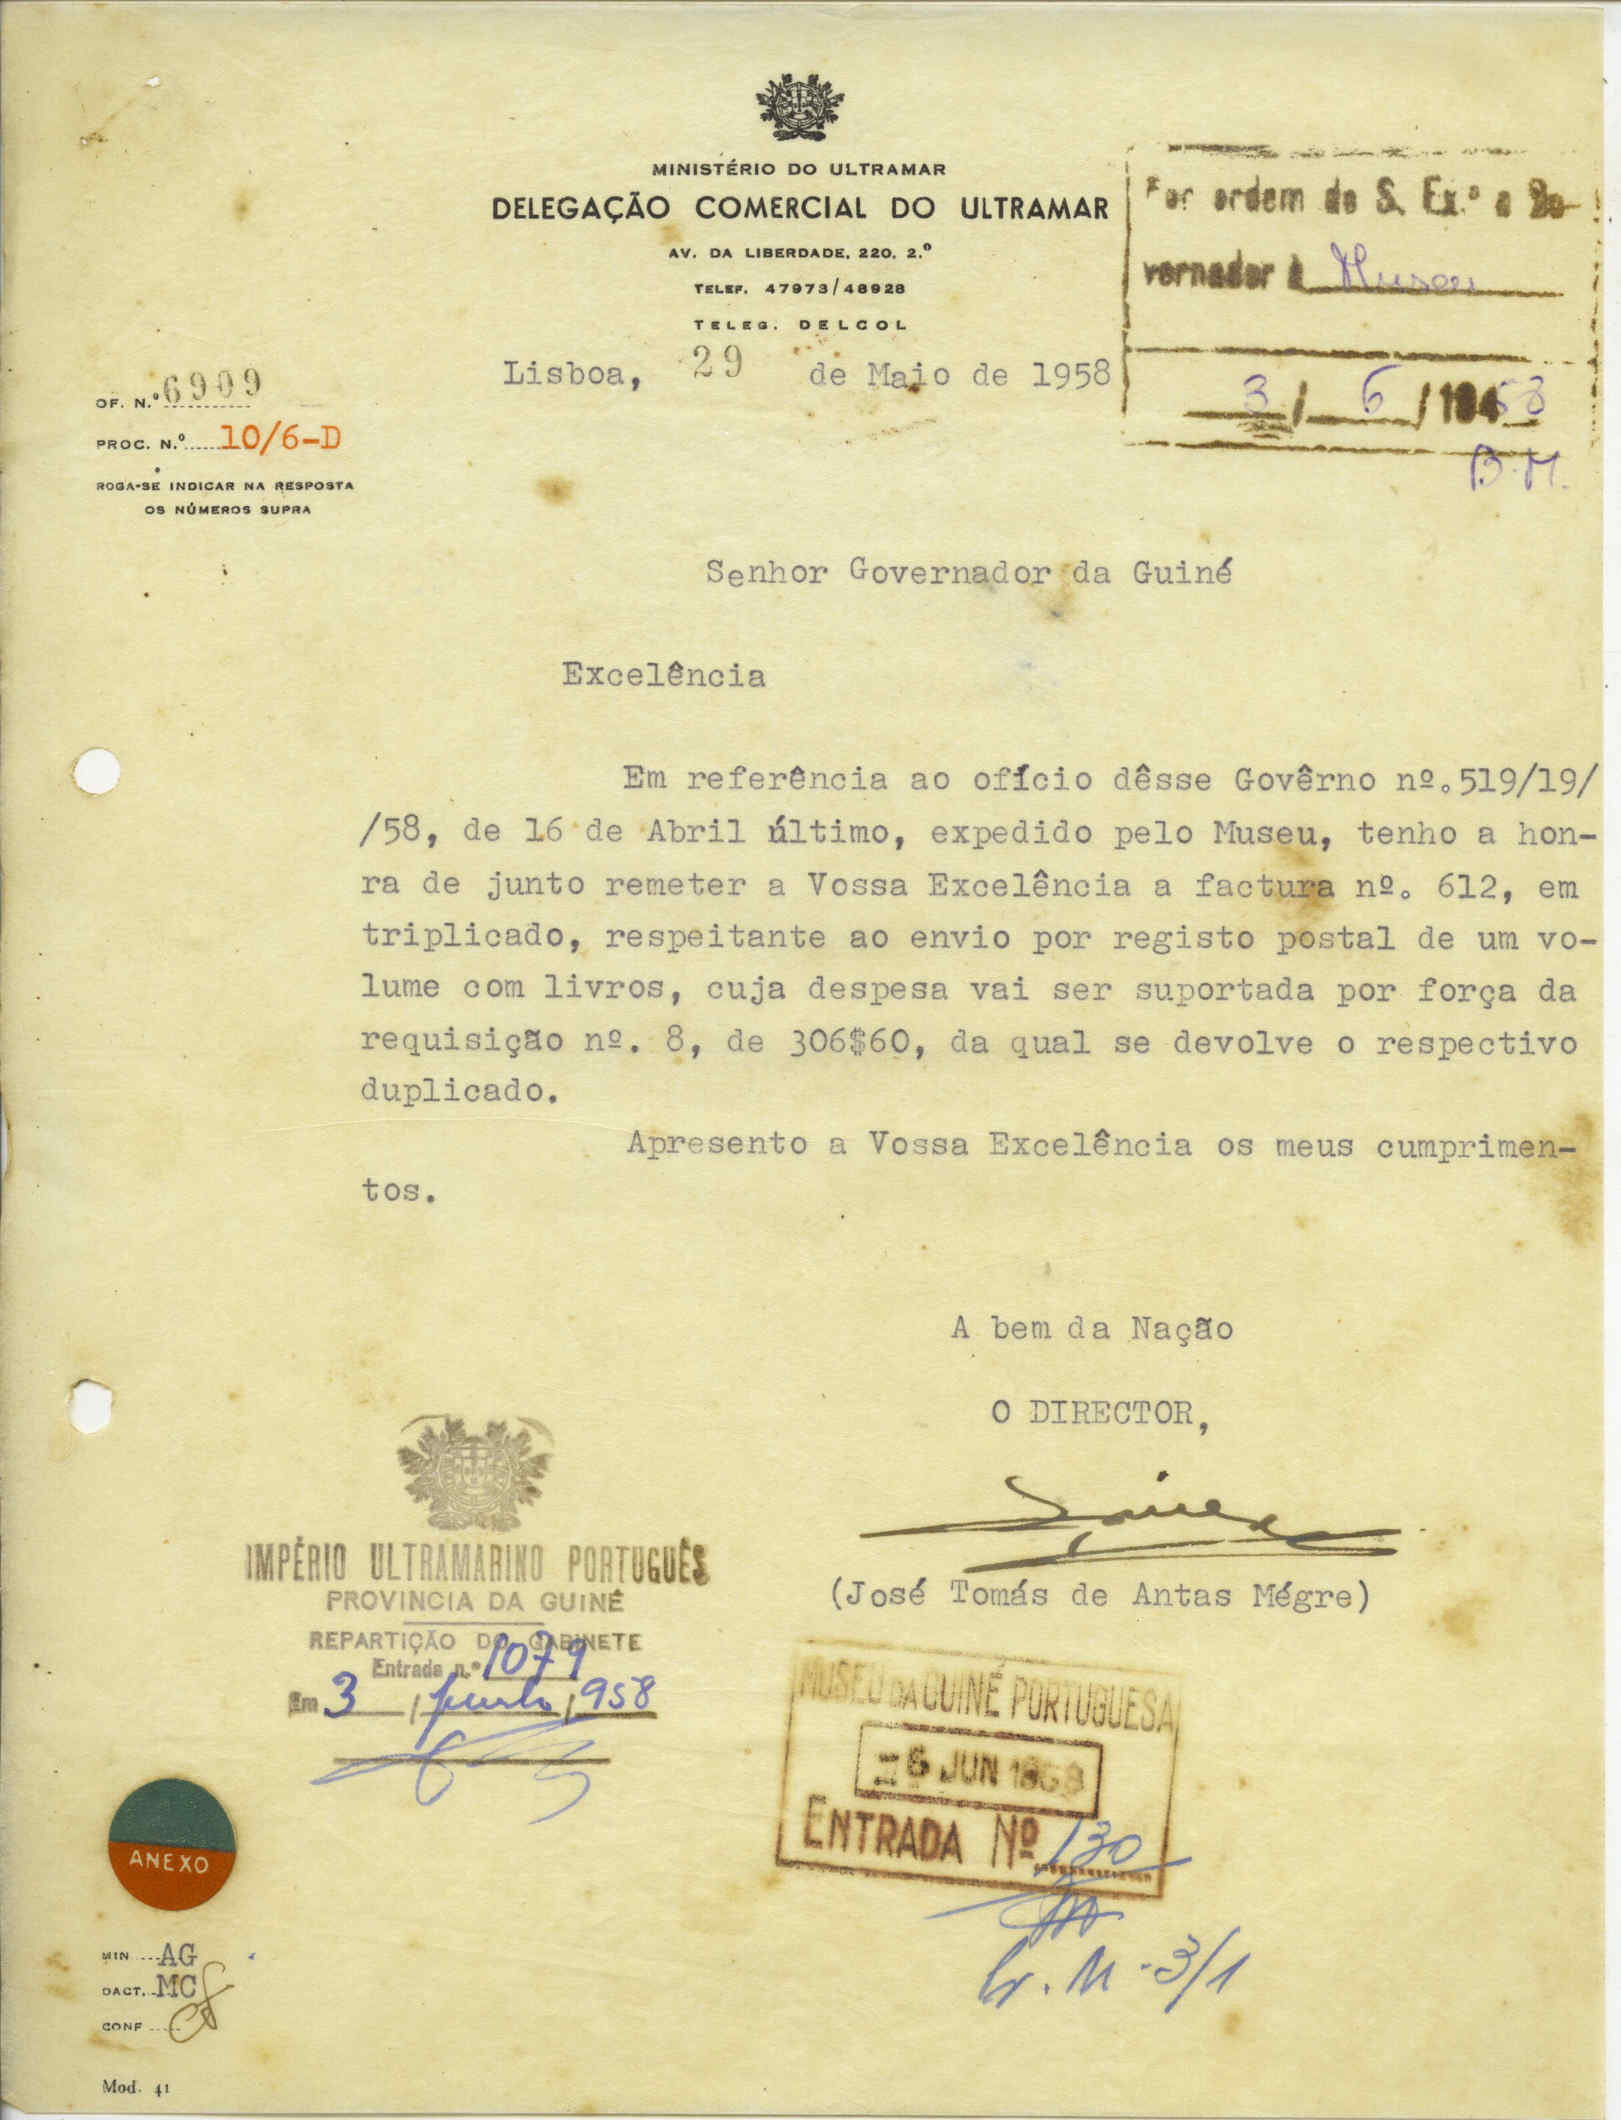 MINISTÉRIO DO ULTRAMAR
DELEGAÇÃO COMERCIAL DO ULTRAMAR
AV. DA LIBERDADE, 220, 2.º
TELEF. 47973/48928
TELEG. DELCOL
Por ordem de S. Ex.ª o Go-
vernador à Museu
3 / 6 / 19458
B. M.
Lisboa, 29 de Maio de 1958
OF. N.º 6909
PROC. N.º 10/6-D
ROGA-SE INDICAR NA RESPOSTA
OS NÚMEROS SUPRA
Senhor Governador da Guiné
Excelência
Em referência ao ofício dêsse Govêrno nº.519/19/
/58, de 16 de Abril último, expedido pelo Museu, tenho a hon-
ra de junto remeter a Vossa Excelência a factura nº. 612, em
triplicado, respeitante ao envio por registo postal de um vo-
lume com livros, cuja despesa vai ser suportada por força da
requisição nº. 8, de 306$60, da qual se devolve o respectivo
duplicado.
Apresento a Vossa Excelência os meus cumprimen-
tos.
A bem da Nação
O DIRECTOR,
(José Tomás de Antas Mégre)
IMPÉRIO ULTRAMARINO PORTUGUÊS
PROVINCIA DA GUINÉ
REPARTIÇÃO DO GABINETE
Entrada n.º 1079
Em 3 / junho / 958
MUSEU DA GUINÉ PORTUGUESA
-6 JUN 1958
ENTRADA Nº 130
3/1
ANEXO
MIN AG
DACT. MC
CONF
Mod. 41